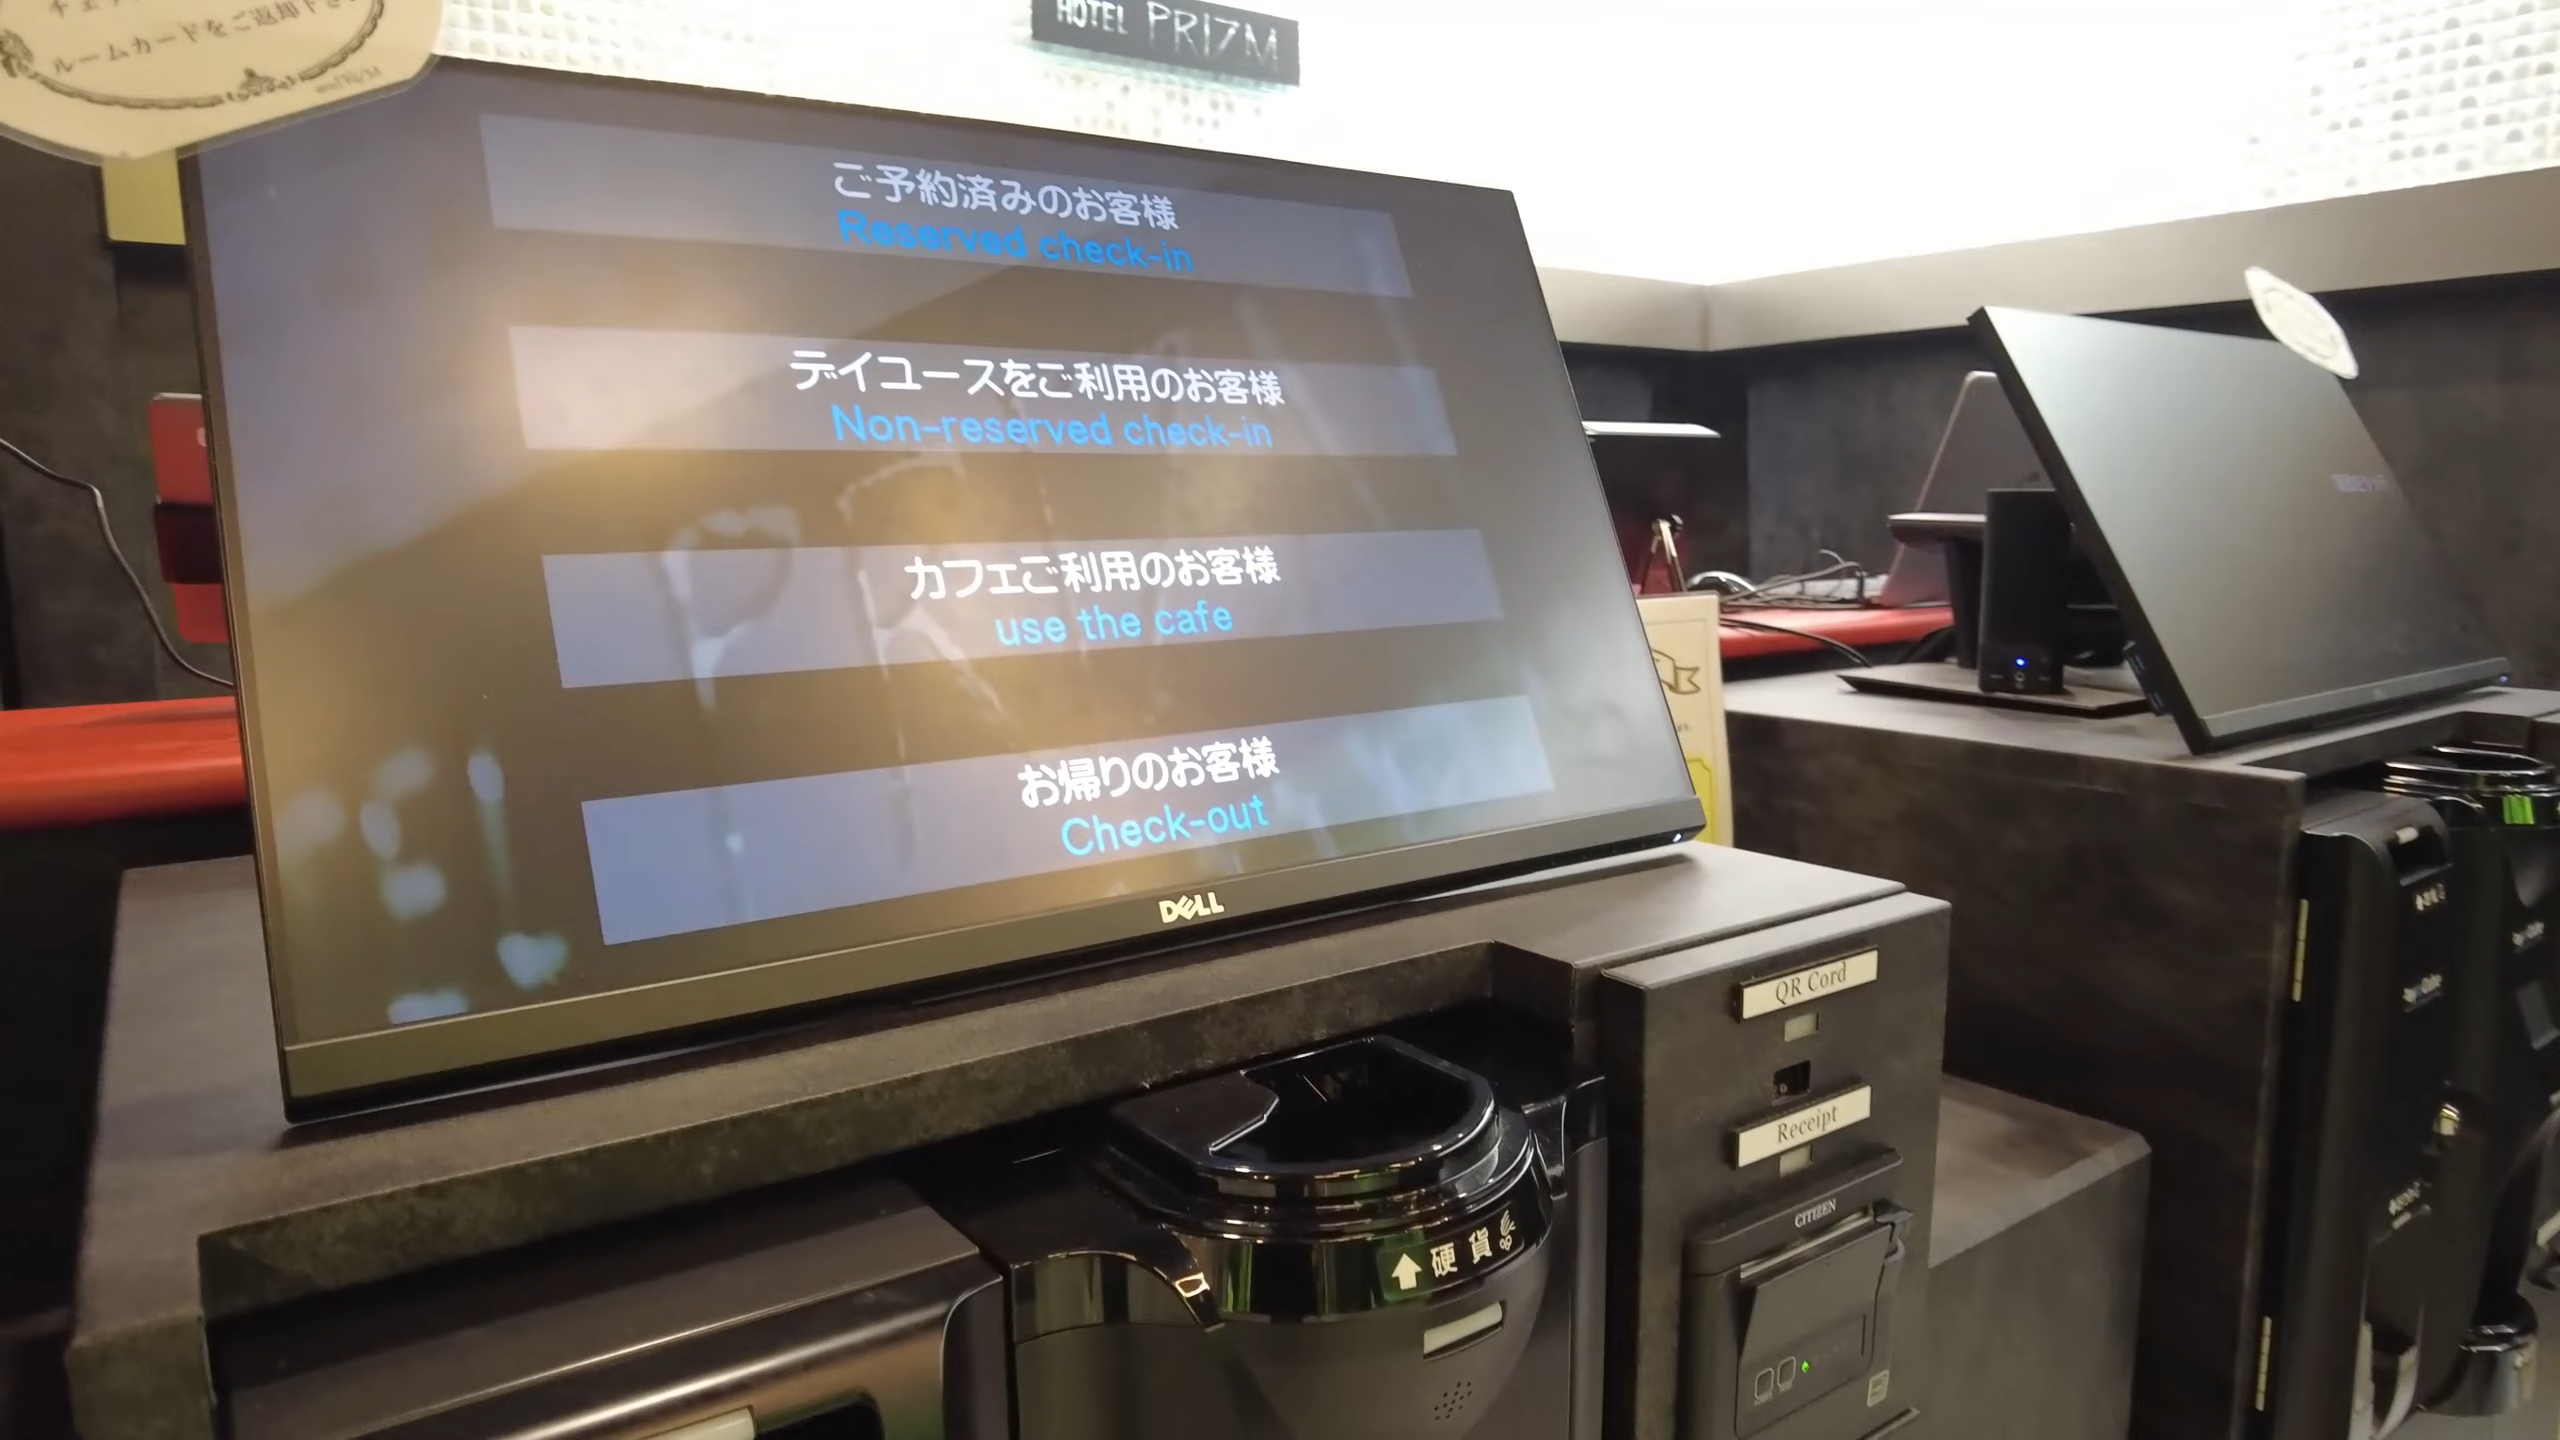 HOTEL PRIZM
ルームカードをご返却下さい
ご予約済みのお客様
Reserved check-in
デイユースをご利用のお客様
Non-reserved check-in
カフェご利用のお客様
use the cafe
お帰りのお客様
Check-out
DELL
QR Cord
Receipt
CITIZEN
硬貨